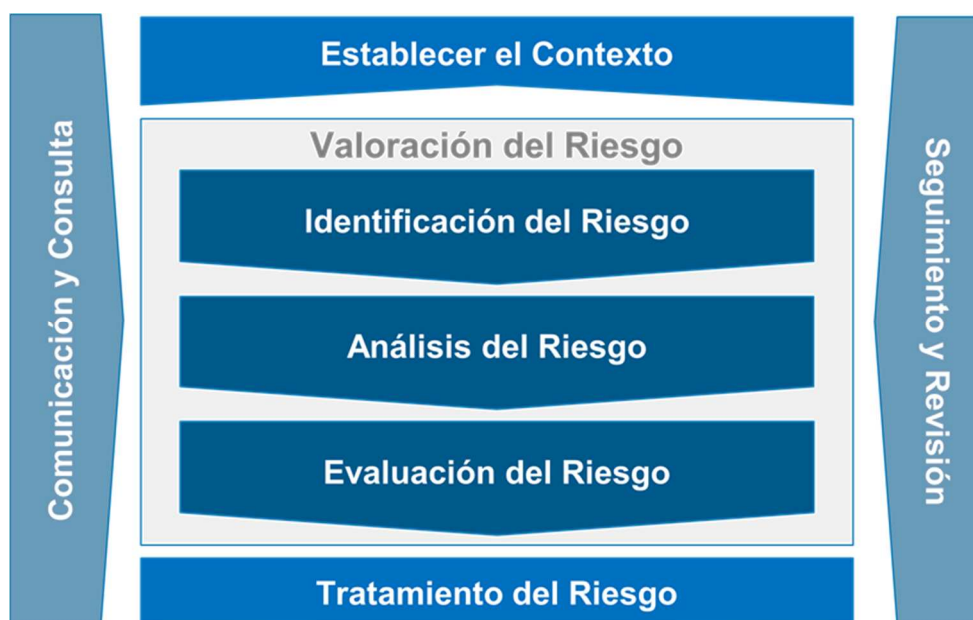 Establecer el Contexto
Comunicación y Consulta
Valoración del Riesgo
Identificación del Riesgo
Análisis del Riesgo
Evaluación del Riesgo
Tratamiento del Riesgo
Seguimiento y Revisión